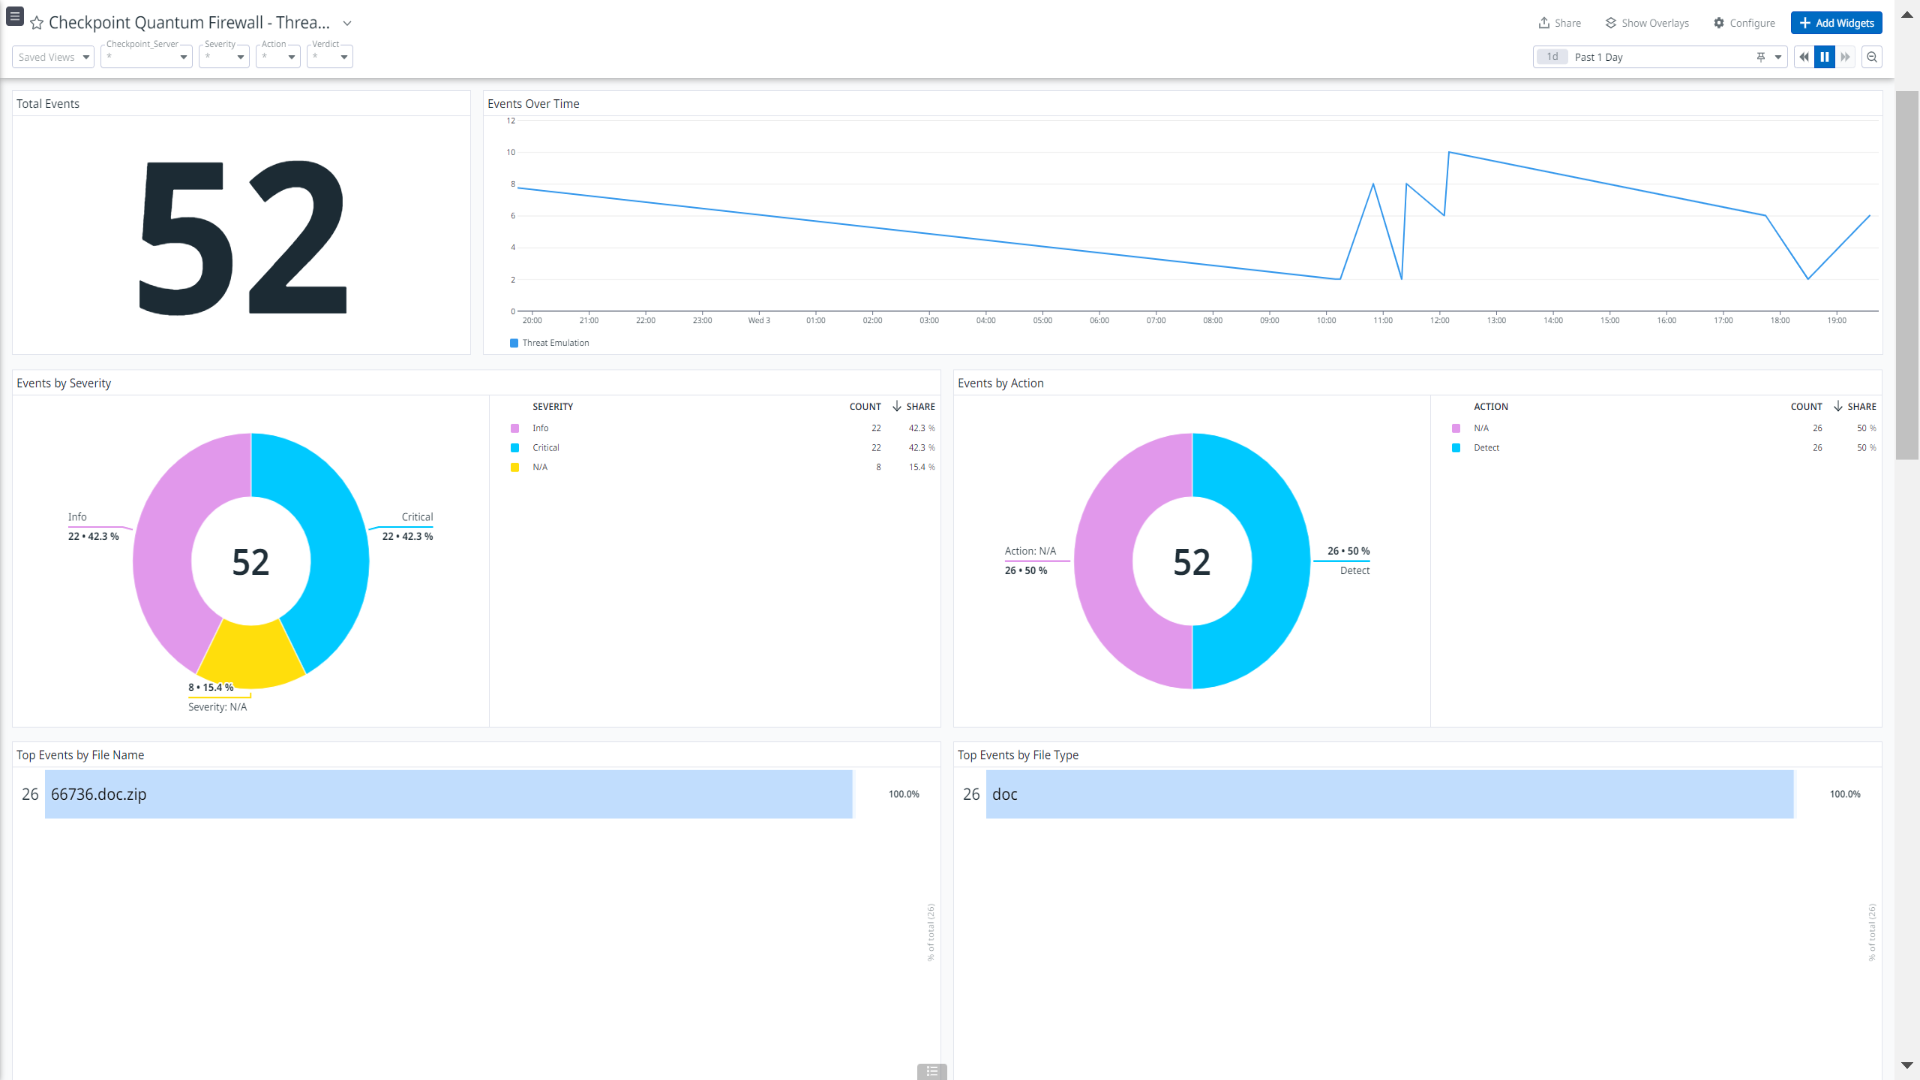 Checkpoint Quantum Firewall - Threa...
Share
Show Overlays
Configure
Add Widgets
Saved Views
Checkpoint_Server
*
Severity
*
Action
*
Verdict
*
1d
Past 1 Day
Total Events
52
Events Over Time
12
10
8
6
4
2
0
20:00 21:00 22:00 23:00 Wed 3 01:00 02:00 03:00 04:00 05:00 06:00 07:00 08:00 09:00 10:00 11:00 12:00 13:00 14:00 15:00 16:00 17:00 18:00 19:00
Threat Emulation
Events by Severity
Info
22 • 42.3 %
Critical
22 • 42.3 %
52
8 • 15.4 %
Severity: N/A
SEVERITY COUNT SHARE
Info 22 42.3 %
Critical 22 42.3 %
N/A 8 15.4 %
Events by Action
Action: N/A
26 • 50 %
52
26 • 50 %
Detect
ACTION COUNT SHARE
N/A 26 50 %
Detect 26 50 %
Top Events by File Name
26 66736.doc.zip 100.0%
% of total (26)
Top Events by File Type
26 doc 100.0%
% of total (26)